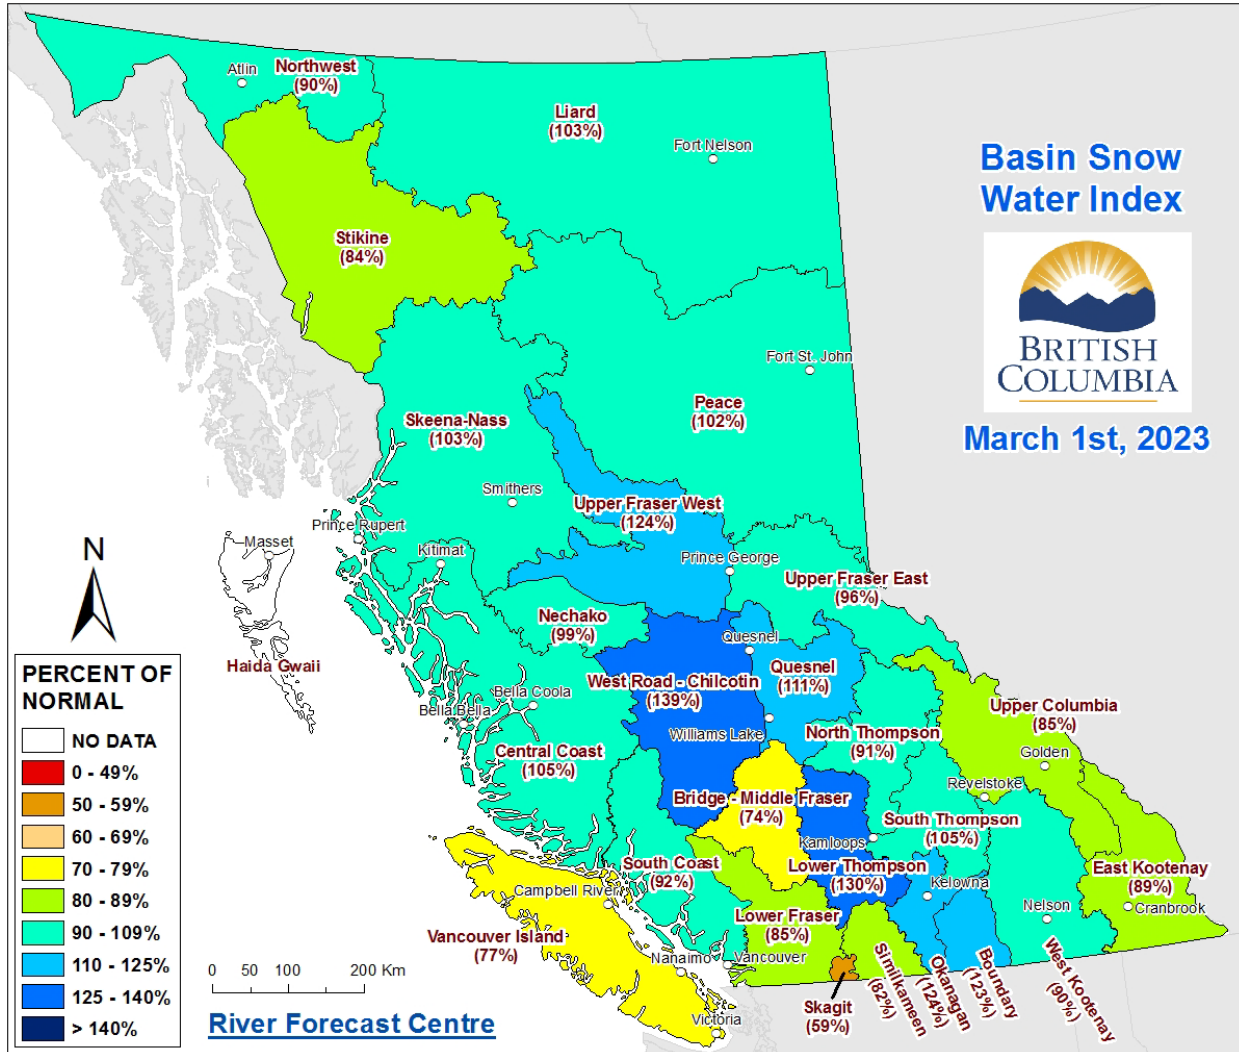 Basin Snow
Water Index
BRITISH
COLUMBIA
March 1st, 2023
Atlin
Northwest
(90%)
Liard
(103%)
Fort Nelson
Stikine
(84%)
Fort St. John
Peace
(102%)
Skeena-Nass
(103%)
Smithers
Upper Fraser West
(124%)
Prince Rupert
Masset
Kitimat
Prince George
Upper Fraser East
(96%)
Nechako
(99%)
Quesnel
Haida Gwaii
West Road - Chilcotin
(139%)
Quesnel
(111%)
Bella Coola
Bella Bella
Williams Lake
Upper Columbia
(85%)
North Thompson
(91%)
Golden
Central Coast
(105%)
Revelstoke
Bridge - Middle Fraser
(74%)
South Thompson
(105%)
Kamloops
South Coast
(92%)
Lower Thompson
(130%)
East Kootenay
(89%)
Campbell River
Kelowna
Nelson
Cranbrook
Lower Fraser
(85%)
Vancouver Island
(77%)
Nanaimo
Vancouver
Victoria
Skagit
(59%)
Similkameen
(82%)
Okanagan
(124%)
Boundary
(123%)
West Kootenay
(90%)
N
PERCENT OF
NORMAL
NO DATA
0 - 49%
50 - 59%
60 - 69%
70 - 79%
80 - 89%
90 - 109%
110 - 125%
125 - 140%
> 140%
0 50 100 200 Km
River Forecast Centre